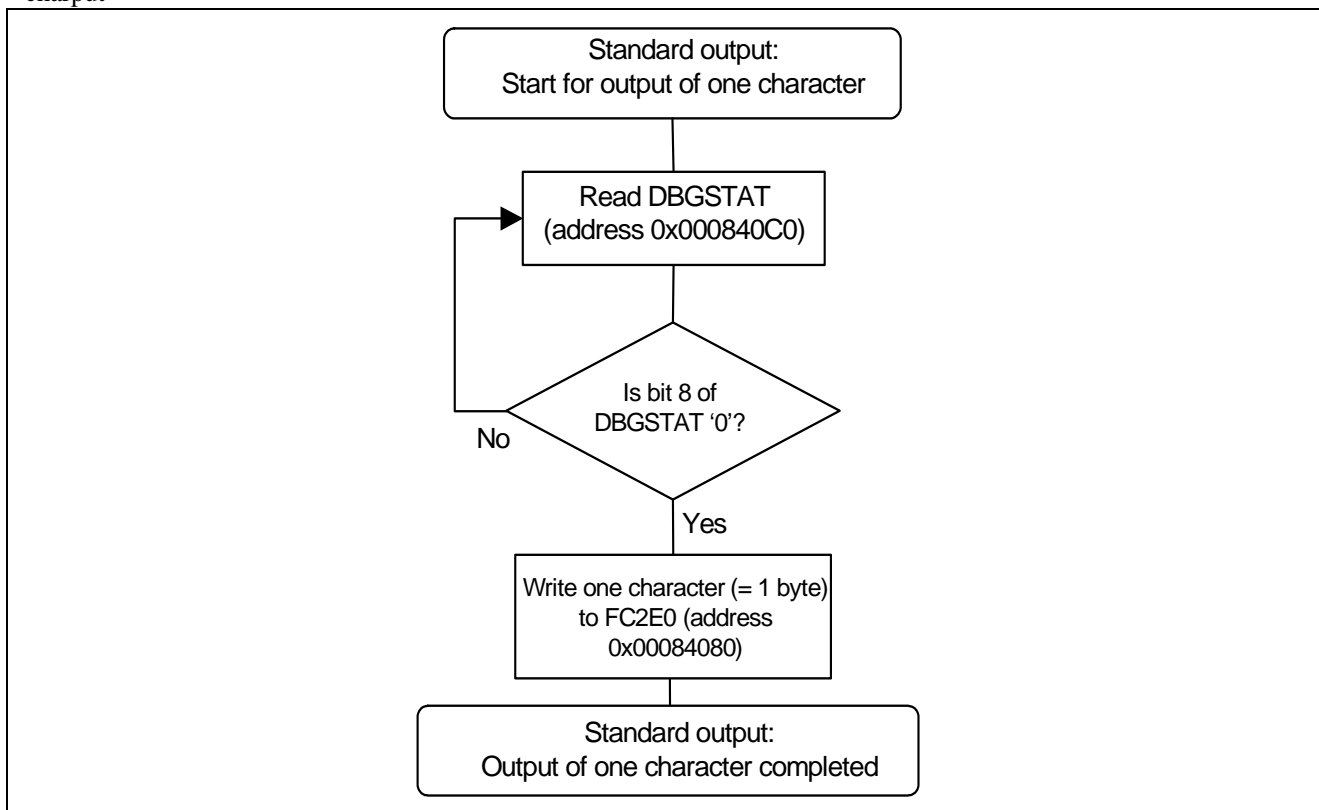 charput
Standard output:
Start for output of one character
Read DBGSTAT
(address 0x000840C0)
Is bit 8 of
DBGSTAT ‘0’?
No
Yes
Write one character (= 1 byte)
to FC2E0 (address
0x00084080)
Standard output:
Output of one character completed